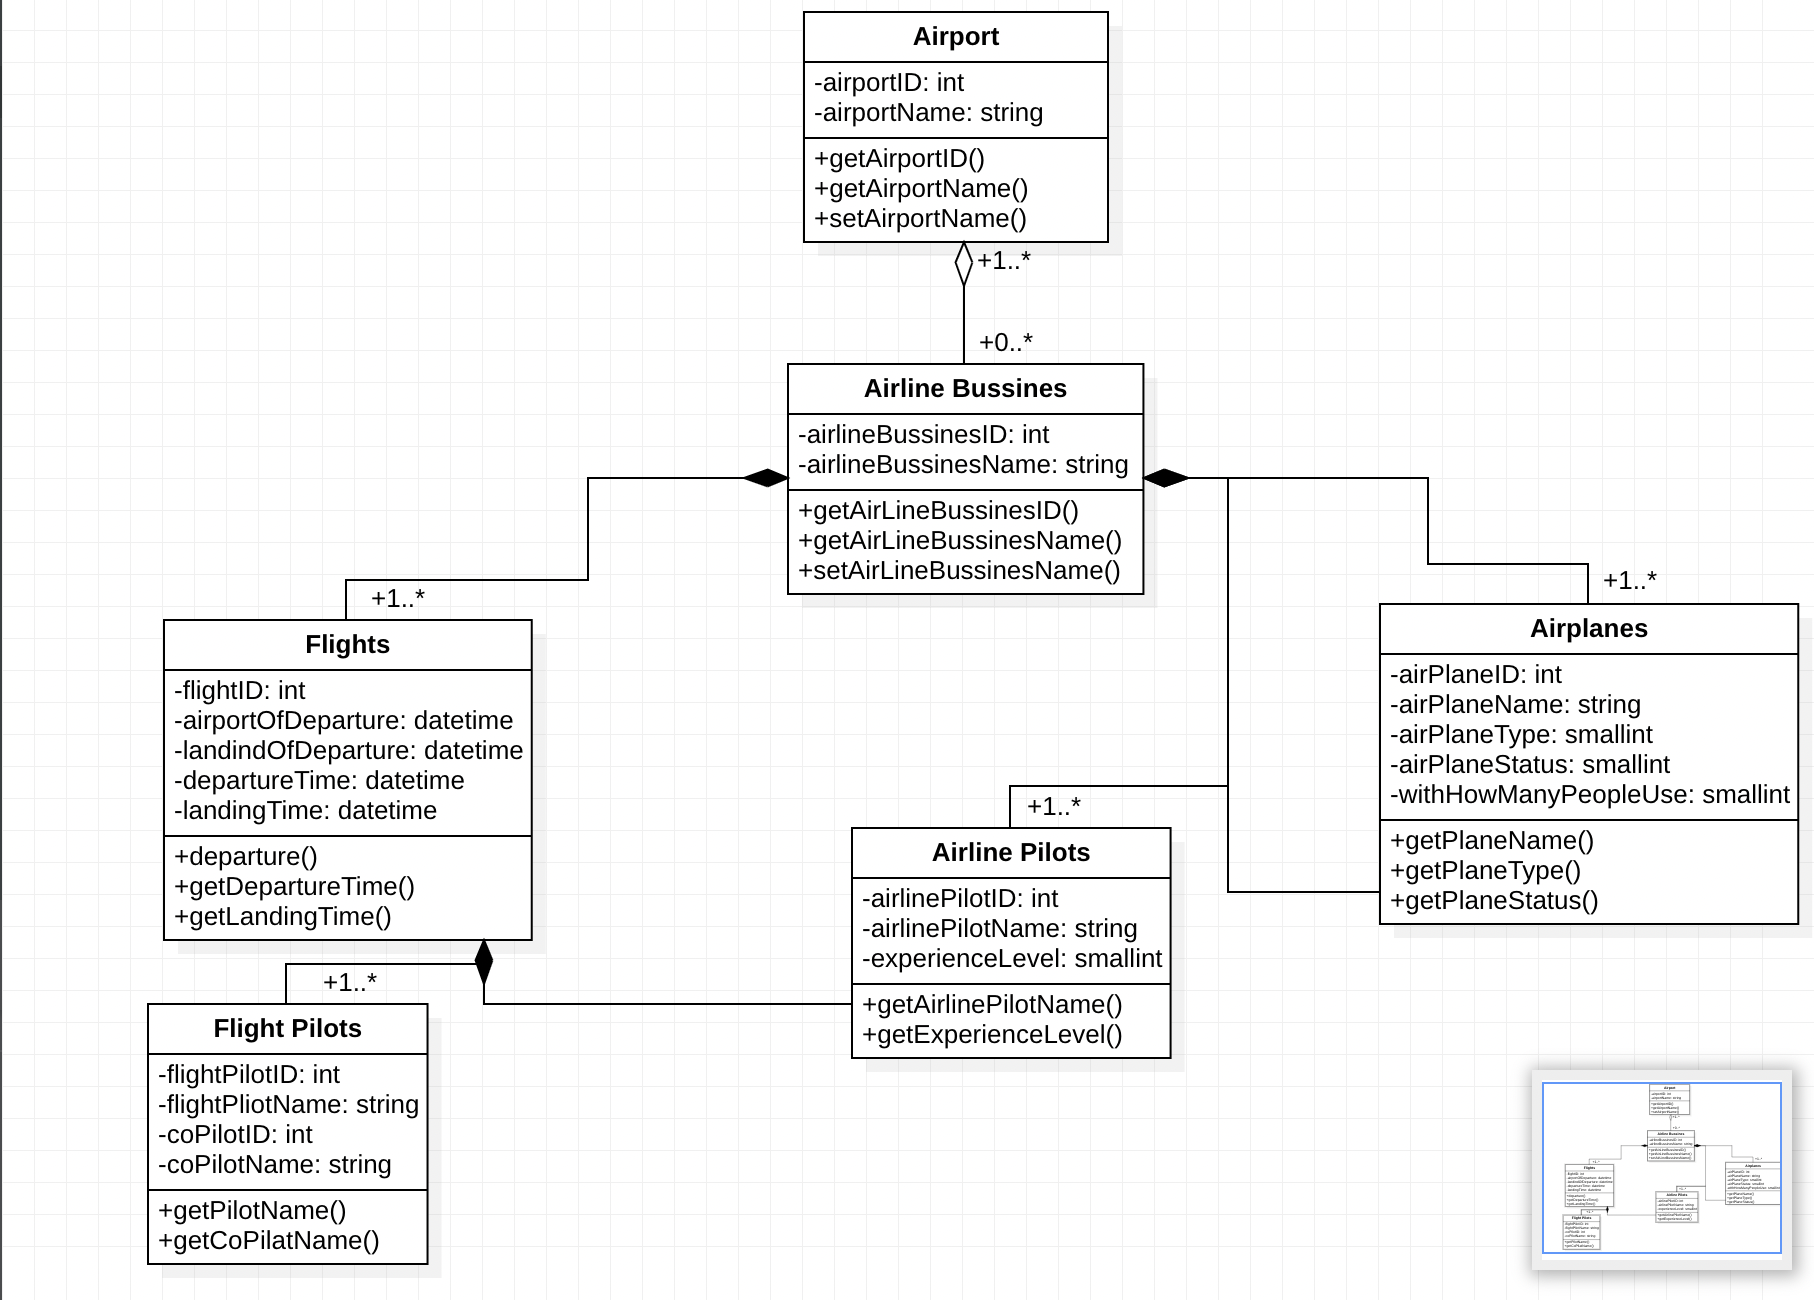 Airport
-airportID: int
-airportName: string
+getAirportID()
+getAirportName()
+setAirportName()
+1..*
+0..*
Airline Bussines
-airlineBussinesID: int
-airlineBussinesName: string
+getAirLineBussinesID()
+getAirLineBussinesName()
+setAirLineBussinesName()
+1..*
Flights
-flightID: int
-airportOfDeparture: datetime
-landindOfDeparture: datetime
-departureTime: datetime
-landingTime: datetime
+departure()
+getDepartureTime()
+getLandingTime()
+1..*
Airplanes
-airPlaneID: int
-airPlaneName: string
-airPlaneType: smallint
-airPlaneStatus: smallint
-withHowManyPeopleUse: smallint
+getPlaneName()
+getPlaneType()
+getPlaneStatus()
+1..*
Airline Pilots
-airlinePilotID: int
-airlinePilotName: string
-experienceLevel: smallint
+getAirlinePilotName()
+getExperienceLevel()
+1..*
Flight Pilots
-flightPilotID: int
-flightPliotName: string
-coPilotID: int
-coPilotName: string
+getPilotName()
+getCoPilatName()